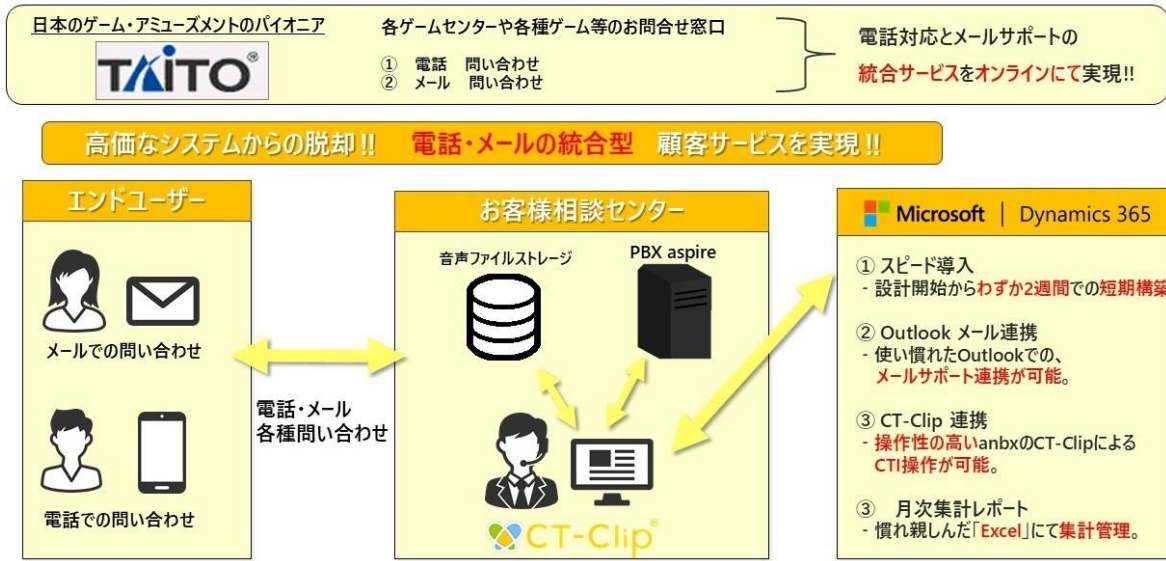 日本のゲーム・アミューズメントのパイオニア
TAITO®
各ゲームセンターや各種ゲーム等のお問合せ窓口
① 電話 問い合わせ
② メール 問い合わせ
電話対応とメールサポートの
統合サービスをオンラインにて実現!!
高価なシステムからの脱却!! 電話・メールの統合型 顧客サービスを実現!!
エンドユーザー
メールでの問い合わせ
電話での問い合わせ
電話・メール
各種問い合わせ
お客様相談センター
音声ファイルストレージ
PBX aspire
CT-Clip®
Microsoft | Dynamics 365
① スピード導入
- 設計開始からわずか2週間での短期構築
② Outlook メール連携
- 使い慣れたOutlookでの、
メールサポート連携が可能。
③ CT-Clip 連携
- 操作性の高いanbxのCT-Clipによる
CTI操作が可能。
③ 月次集計レポート
- 慣れ親しんだ「Excel」にて集計管理。